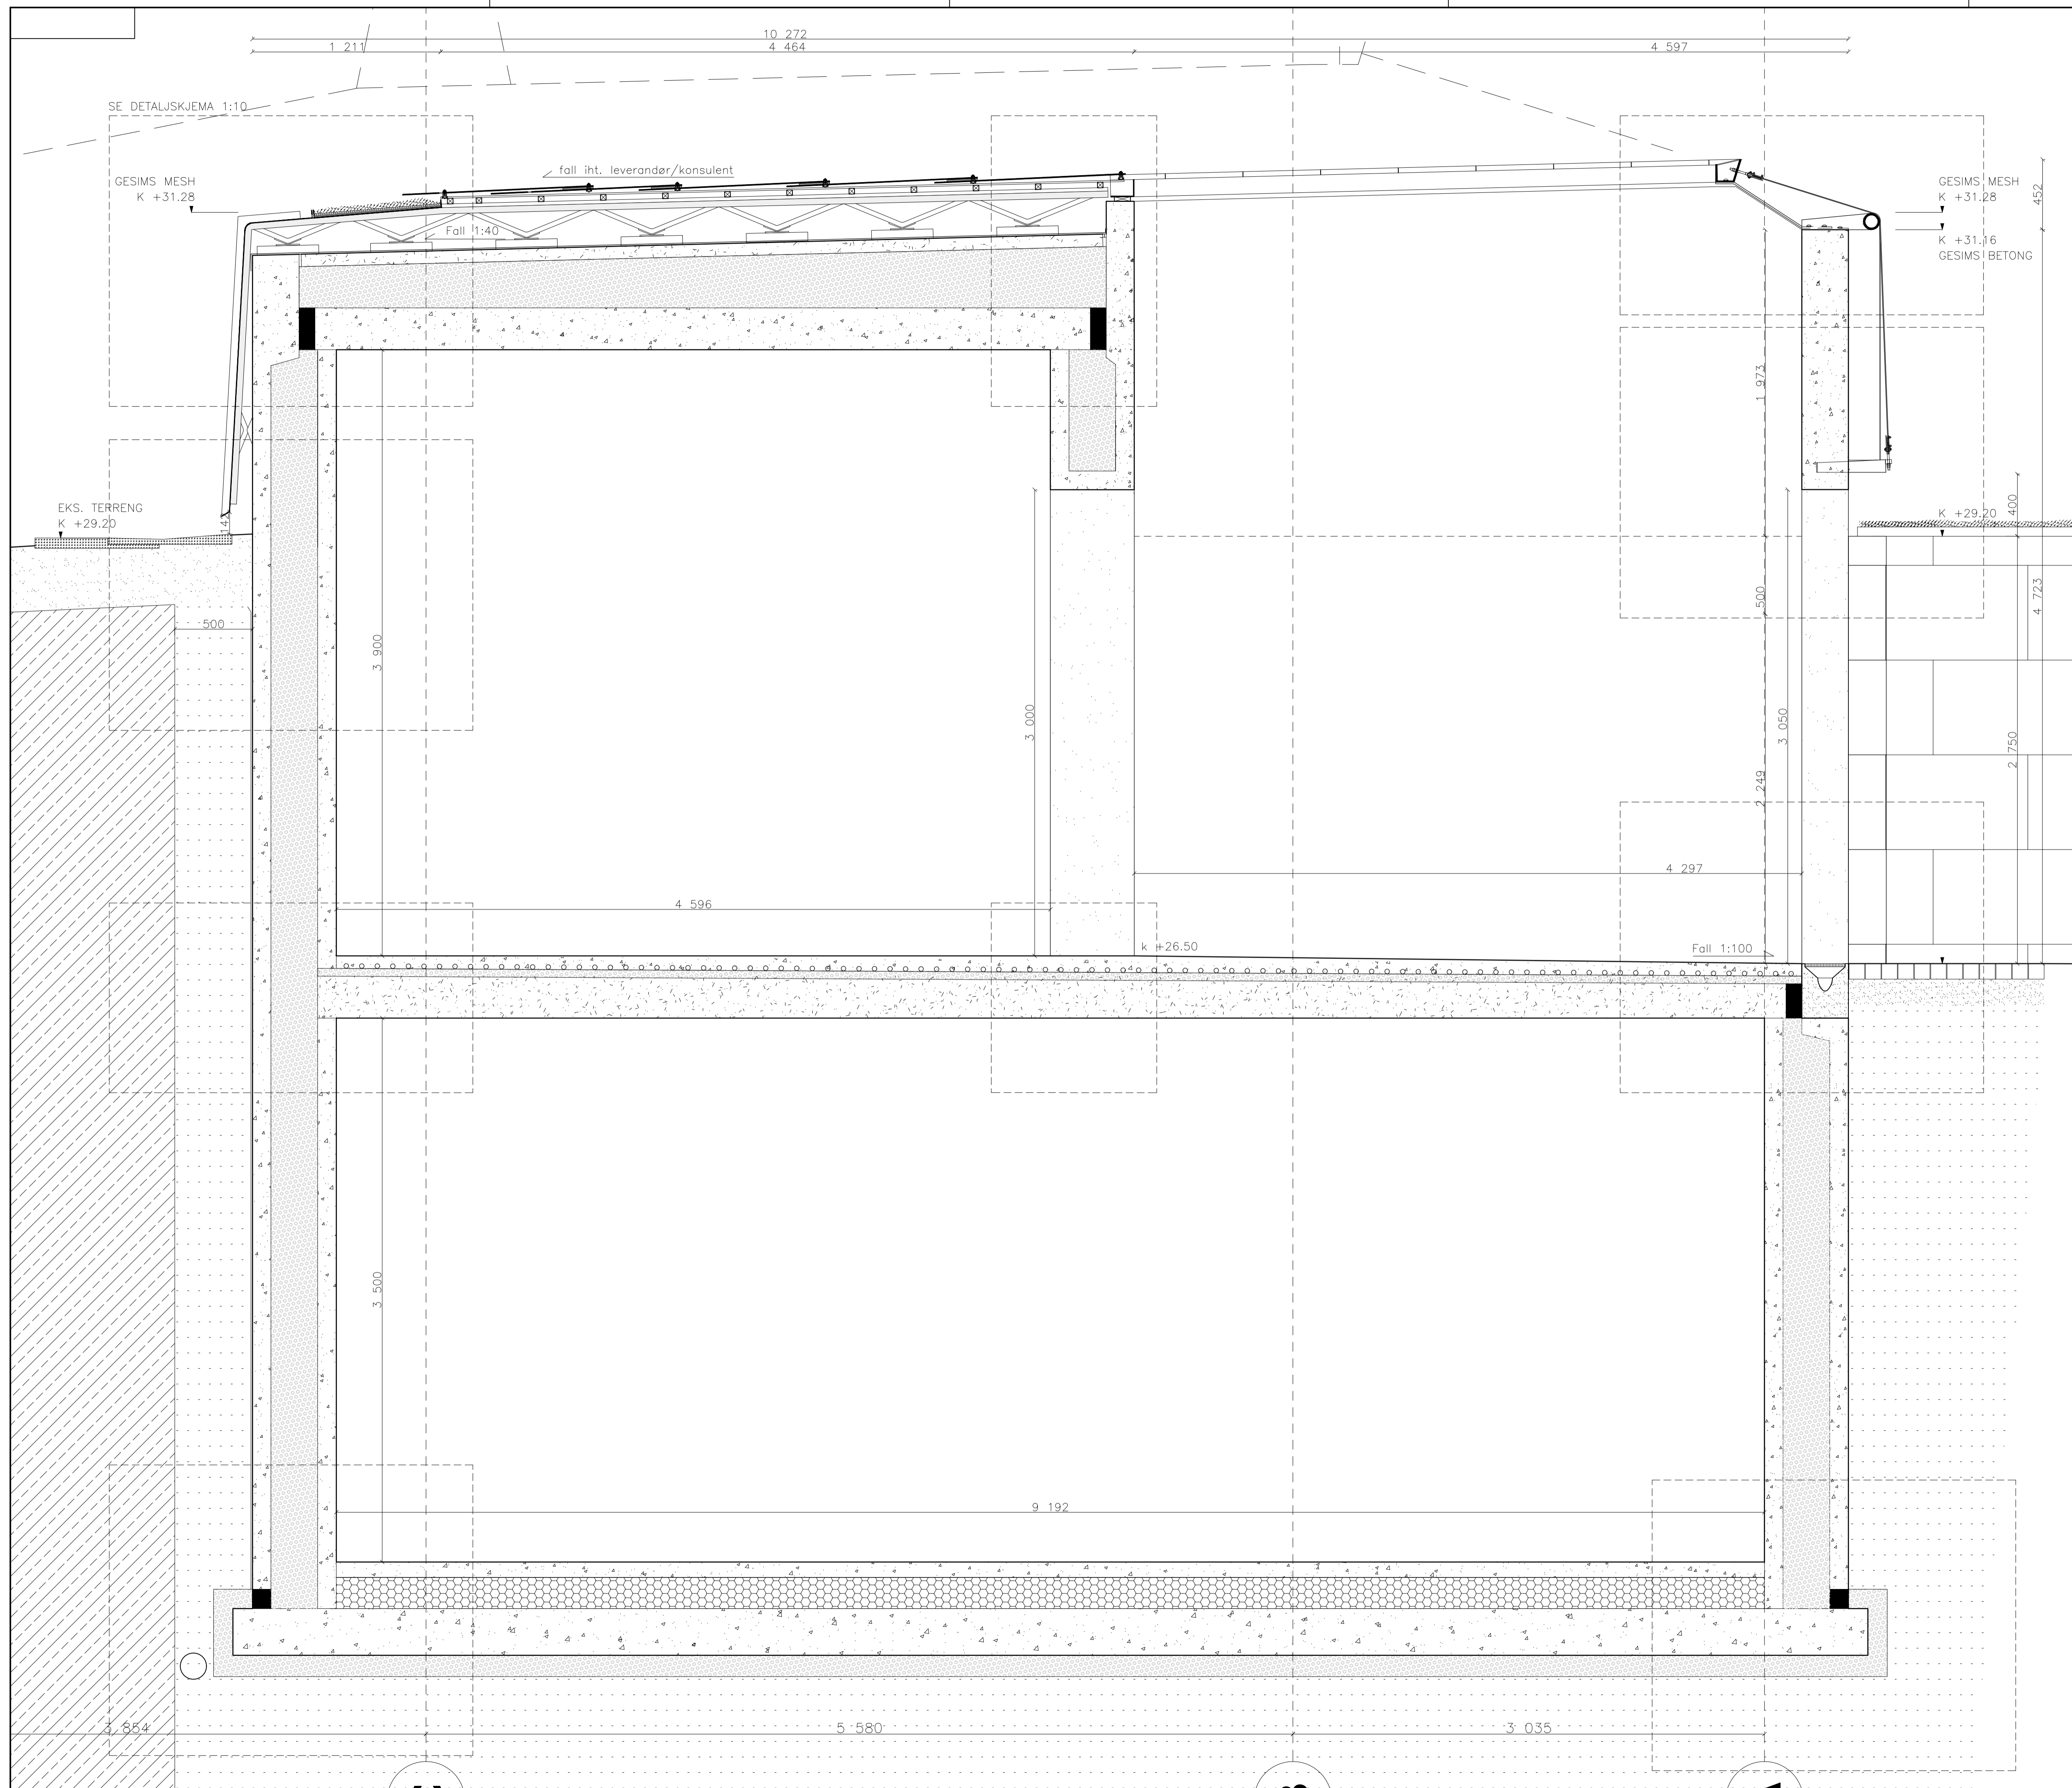 10 272
1 211
4 464
4 597
SE DETALJSKJEMA 1:10
fall iht. leverandør/konsulent
GESIMS MESH
K +31.28
GESIMS MESH
K +31.28
452
K +31.16
GESIMS BETONG
Fall 1:40
1 973
EKS. TERRENG
K +29.20
142
K +29.20
400
500
3 900
500
4 723
3 000
3 050
2 750
2 249
4 297
4 596
k +26.50
Fall 1:100
3 500
9 192
3 854
5 580
3 035